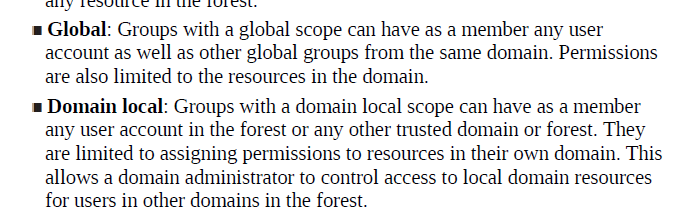 any resource in the forest.
■ Global: Groups with a global scope can have as a member any user
account as well as other global groups from the same domain. Permissions
are also limited to the resources in the domain.
■ Domain local: Groups with a domain local scope can have as a member
any user account in the forest or any other trusted domain or forest. They
are limited to assigning permissions to resources in their own domain. This
allows a domain administrator to control access to local domain resources
for users in other domains in the forest.